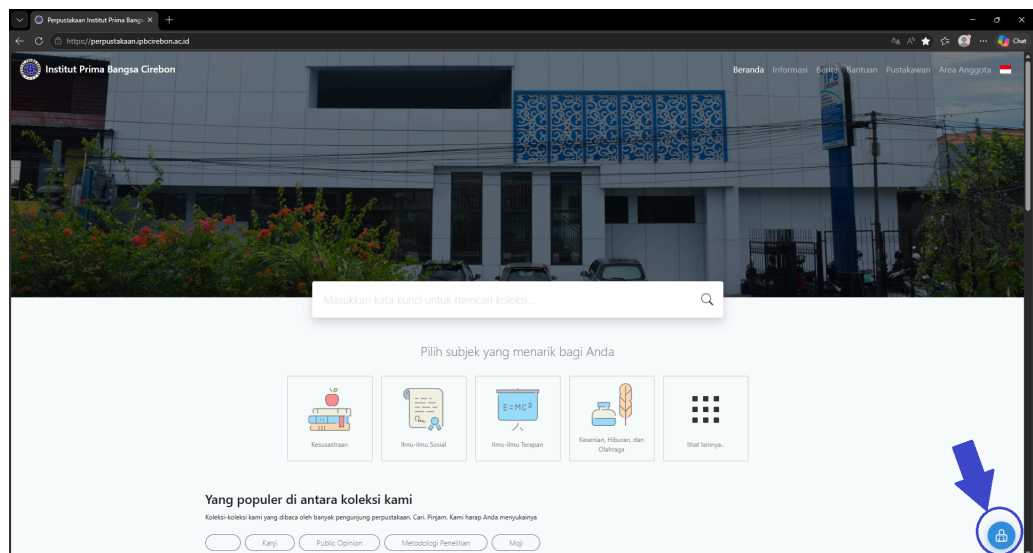 Perpustakaan Institut Prima Bangs
https://perpustakaan.ipbcirebon.ac.id
Chat
Institut Prima Bangsa Cirebon
Beranda Informasi Berita Bantuan Pustakawan Area Anggota
IPB
Masukkan kata kunci untuk mencari koleksi...
Pilih subjek yang menarik bagi Anda
E=MC²
Kesusastraan
Ilmu-ilmu Sosial
Ilmu-ilmu Terapan
Kesenian, Hiburan, dan
Olahraga
lihat lainnya..
Yang populer di antara koleksi kami
Koleksi-koleksi kami yang dibaca oleh banyak pengunjung perpustakaan. Cari. Pinjam. Kami harap Anda menyukainya
Kanji
Public Opinion
Metodologi Penelitian
Moji